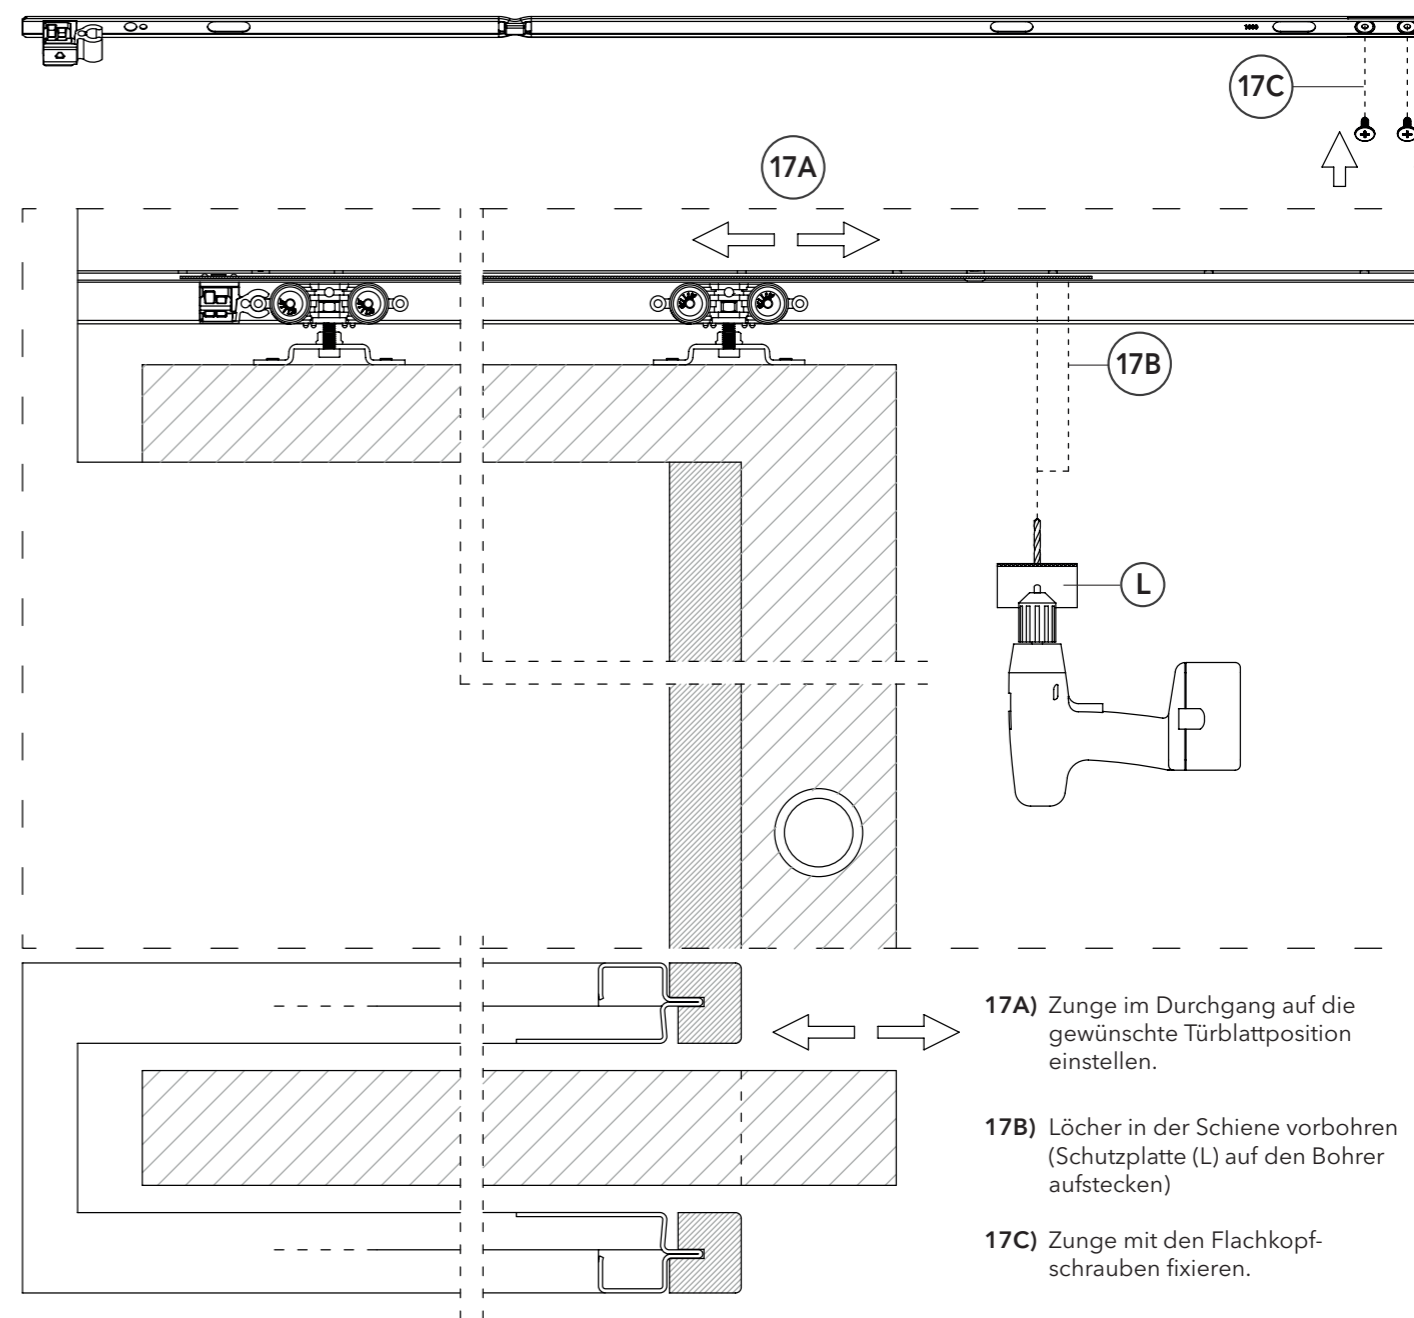 17C
17A
17B
L
17A) Zunge im Durchgang auf die
gewünschte Türblattposition
einstellen.
17B) Löcher in der Schiene vorbohren
(Schutzplatte (L) auf den Bohrer
aufstecken)
17C) Zunge mit den Flachkopf-
schrauben fixieren.